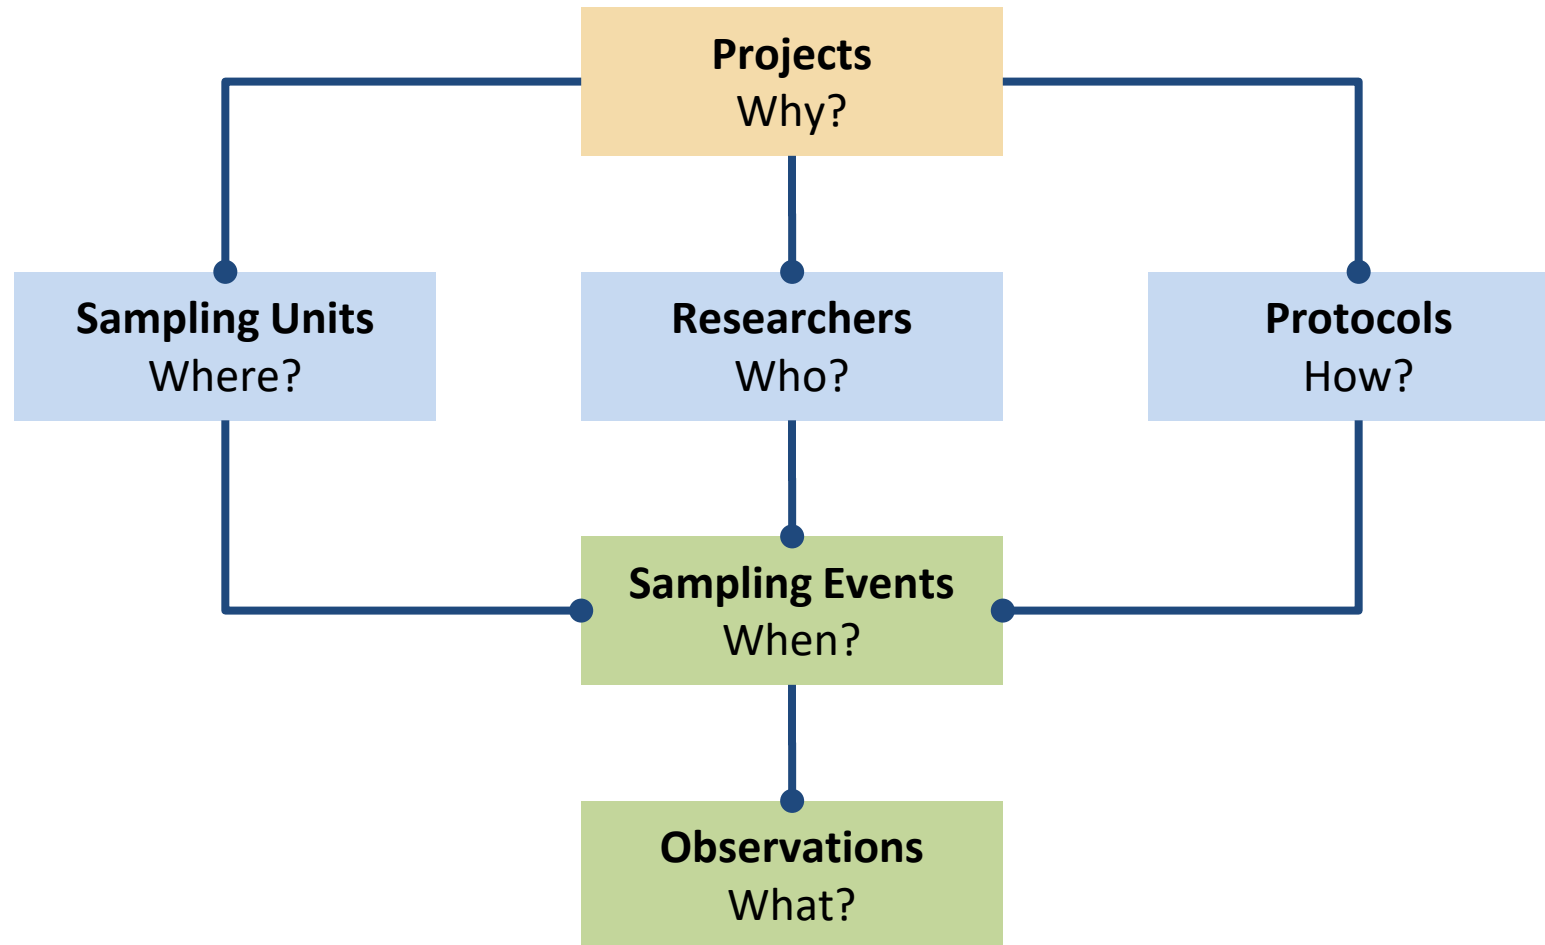 Projects
Why?
Sampling Units
Where?
Researchers
Who?
Protocols
How?
Sampling Events
When?
Observations
What?